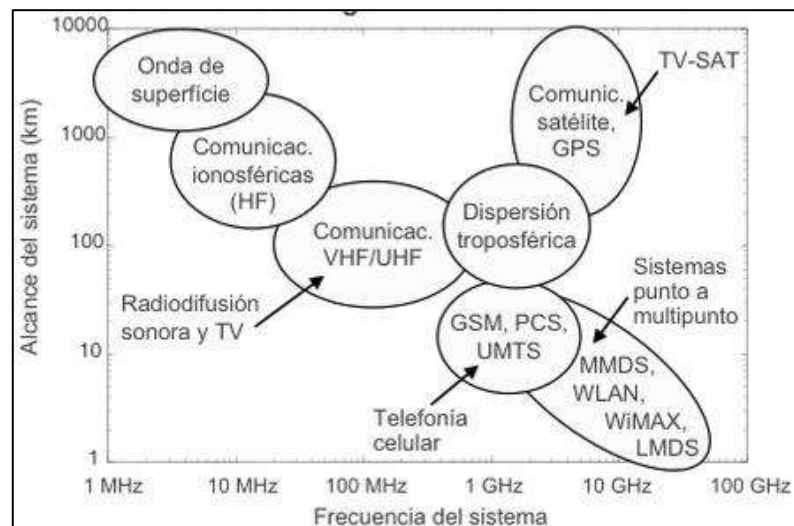 10000
1000
100
10
1
Alcance del sistema (km)
Onda de
superficie
Comunicac.
ionosféricas
(HF)
Comunicac.
VHF/UHF
Radiodifusión
sonora y TV
Dispersión
troposférica
Comunic.
satélite,
GPS
TV-SAT
Sistemas
punto a
multipunto
GSM, PCS,
UMTS
Telefonía
celular
MMDS,
WLAN,
WiMAX,
LMDS
1 MHz
10 MHz
100 MHz
1 GHz
10 GHz
100 GHz
Frecuencia del sistema